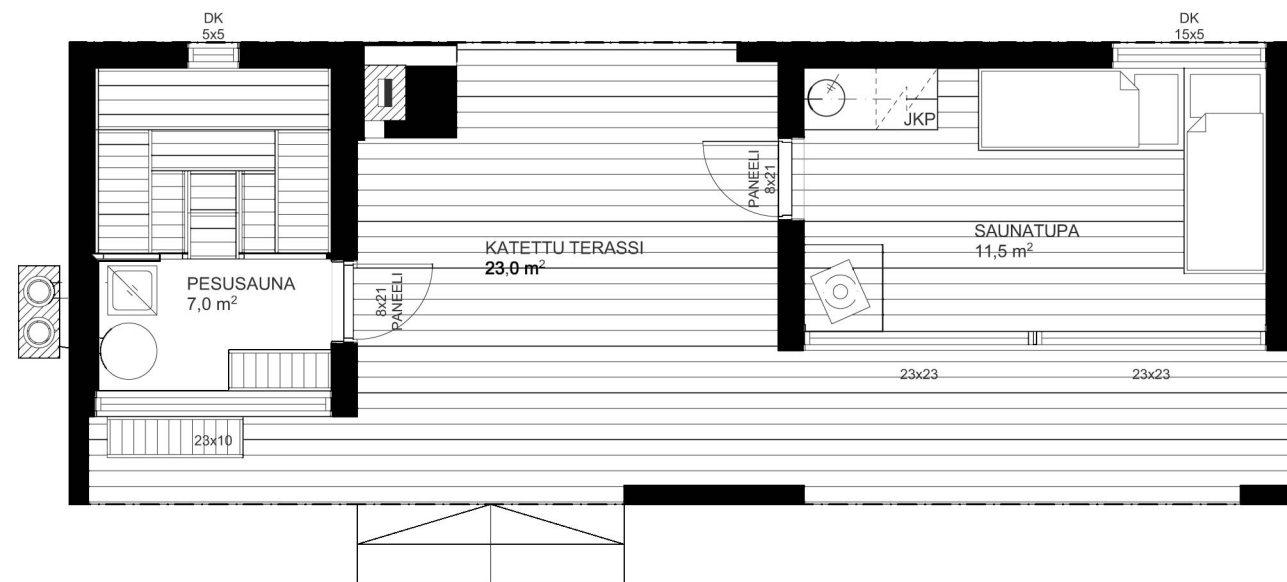 DK
5x5
DK
15x5
JKP
PANEELI
8x21
KATETTU TERASSI
23,0 m²
SAUNATUPA
11,5 m²
PESUSAUNA
7,0 m²
8x21
PANEELI
23x23
23x23
23x10